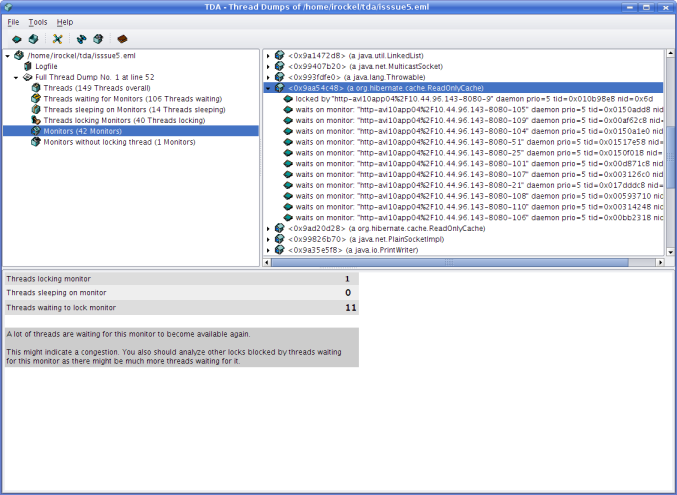 TDA - Thread Dumps of /home/irockel/tda/isssue5.eml
File Tools Help
/home/irockel/tda/isssue5.eml
Logfile
Full Thread Dump No. 1 at line 52
Threads (149 Threads overall)
Threads waiting for Monitors (106 Threads waiting)
Threads sleeping on Monitors (14 Threads sleeping)
Threads locking Monitors (40 Threads locking)
Monitors (42 Monitors)
Monitors without locking thread (1 Monitors)
<0x9a1472d8> (a java.util.LinkedList)
<0x99407b20> (a java.net.MulticastSocket)
<0x993fdfe0> (a java.lang.Throwable)
<0x9aa54c48> (a org.hibernate.cache.ReadOnlyCache)
locked by "http-avi10app04%2F10.44.96.143-8080-9" daemon prio=5 tid=0x010b98e8 nid=0x6d
waits on monitor: "http-avi10app04%2F10.44.96.143-8080-105" daemon prio=5 tid=0x0150add8 nid=
waits on monitor: "http-avi10app04%2F10.44.96.143-8080-109" daemon prio=5 tid=0x00af62c8 nid=
waits on monitor: "http-avi10app04%2F10.44.96.143-8080-104" daemon prio=5 tid=0x0150a1e0 nid=
waits on monitor: "http-avi10app04%2F10.44.96.143-8080-51" daemon prio=5 tid=0x01517e58 nid=
waits on monitor: "http-avi10app04%2F10.44.96.143-8080-25" daemon prio=5 tid=0x0150f018 nid=
waits on monitor: "http-avi10app04%2F10.44.96.143-8080-101" daemon prio=5 tid=0x00d871c8 nid=
waits on monitor: "http-avi10app04%2F10.44.96.143-8080-107" daemon prio=5 tid=0x003126c0 nid=
waits on monitor: "http-avi10app04%2F10.44.96.143-8080-21" daemon prio=5 tid=0x017dddc8 nid=
waits on monitor: "http-avi10app04%2F10.44.96.143-8080-108" daemon prio=5 tid=0x00593710 nid=
waits on monitor: "http-avi10app04%2F10.44.96.143-8080-110" daemon prio=5 tid=0x00314248 nid=
waits on monitor: "http-avi10app04%2F10.44.96.143-8080-106" daemon prio=5 tid=0x00bb2318 nid=
<0x9ad20d28> (a org.hibernate.cache.ReadOnlyCache)
<0x99826b70> (a java.net.PlainSocketImpl)
<0x9a35e5f8> (a java.io.PrintWriter)
Threads locking monitor 1
Threads sleeping on monitor 0
Threads waiting to lock monitor 11
A lot of threads are waiting for this monitor to become available again.
This might indicate a congestion. You also should analyze other locks blocked by threads waiting
for this monitor as there might be much more threads waiting for it.